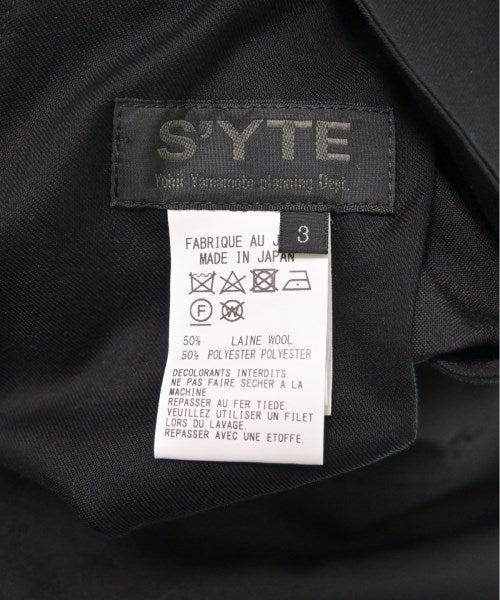 S'YTE
Yohji Yamamoto planning Dept.
3
FABRIQUE AU J
MADE IN JAPAN
F W
50% LAINE WOOL
50% POLYESTER POLYESTER
DECOLORANTS INTERDITS.
NE PAS FAIRE SECHER A LA
MACHINE.
REPASSER AU FER TIEDE.
VEUILLEZ UTILISER UN FILET
LORS DU LAVAGE.
REPASSER AVEC UNE ETOFFE.